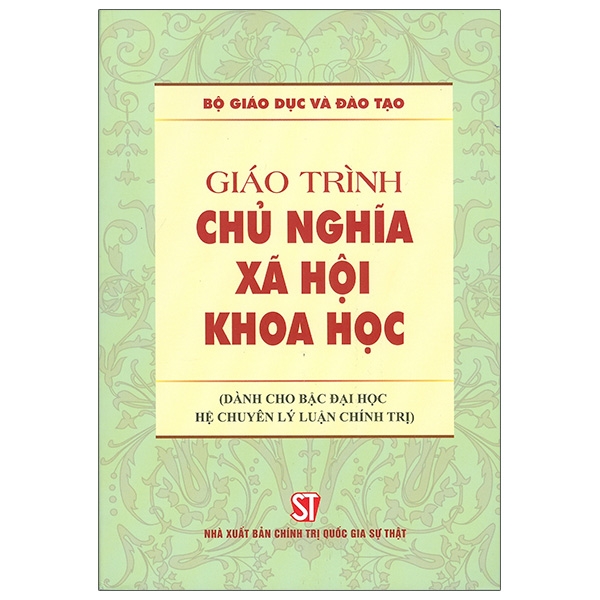 BỘ GIÁO DỤC VÀ ĐÀO TẠO
GIÁO TRÌNH
CHỦ NGHĨA
XÃ HỘI
KHOA HỌC
(DÀNH CHO BẬC ĐẠI HỌC
HỆ CHUYÊN LÝ LUẬN CHÍNH TRỊ)
ST
NHÀ XUẤT BẢN CHÍNH TRỊ QUỐC GIA SỰ THẬT